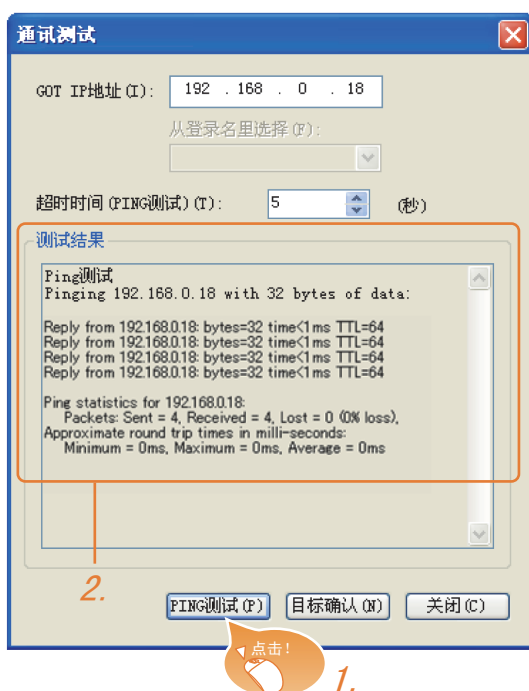 通讯测试
GOT IP地址(I): 192 . 168 . 0 . 18
从登录名里选择(F):
超时时间(PING测试)(T): 5 (秒)
测试结果
Ping测试
Pinging 192.168.0.18 with 32 bytes of data:
Reply from 192.168.0.18: bytes=32 time<1ms TTL=64
Reply from 192.168.0.18: bytes=32 time<1ms TTL=64
Reply from 192.168.0.18: bytes=32 time<1ms TTL=64
Reply from 192.168.0.18: bytes=32 time<1ms TTL=64
Ping statistics for 192.168.0.18:
Packets: Sent = 4, Received = 4, Lost = 0 (0% loss),
Approximate round trip times in milli-seconds:
Minimum = 0ms, Maximum = 0ms, Average = 0ms
2.
PING测试(P) 目标确认(N) 关闭(C)
点击!
1.